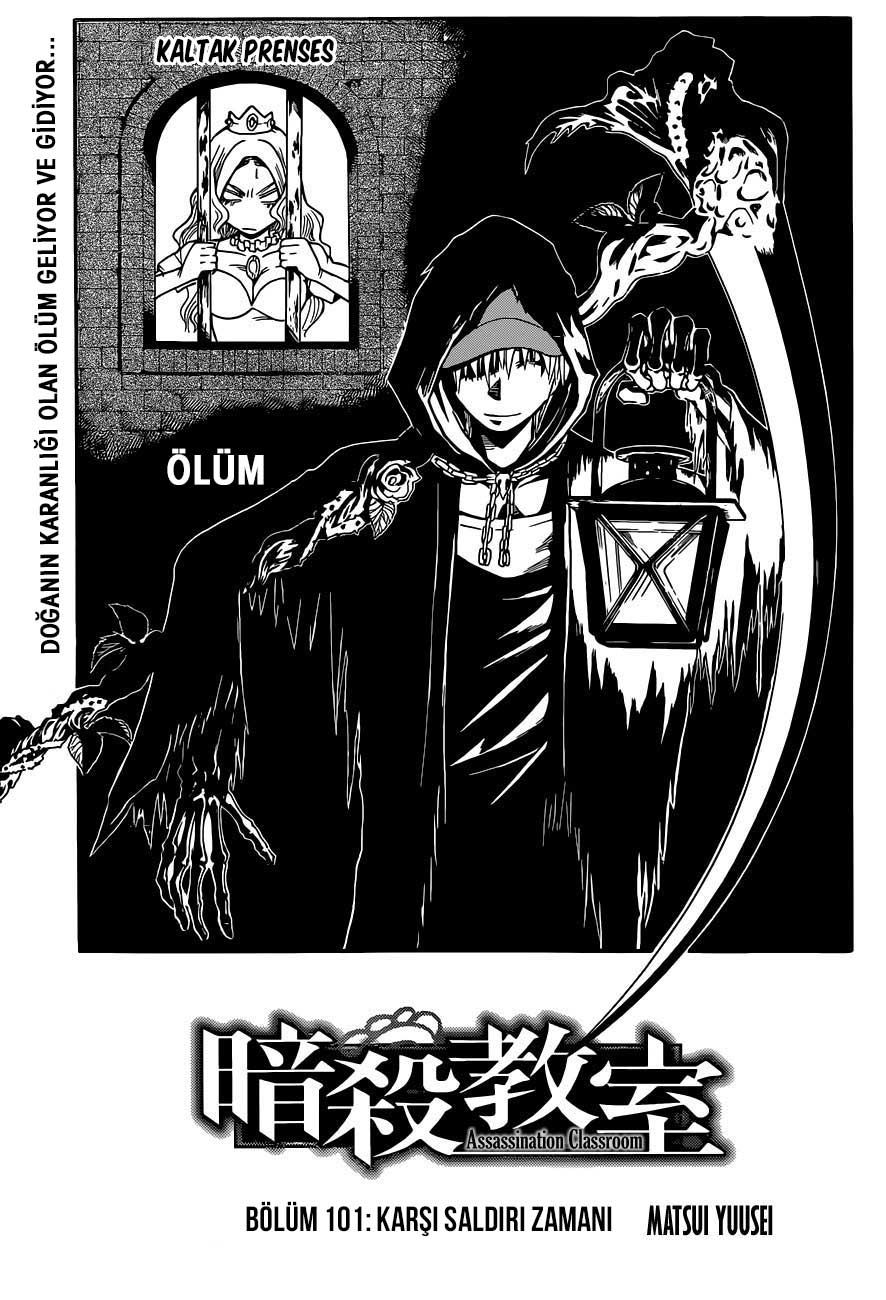 KALTAK PRENSES
DOĞANIN KARANLIĞI OLAN ÖLÜM GELİYOR VE GİDİYOR...
ÖLÜM
暗殺教室
Assassination Classroom
BÖLÜM 101: KARŞI SALDIRI ZAMANI
MATSUI YUUSEI